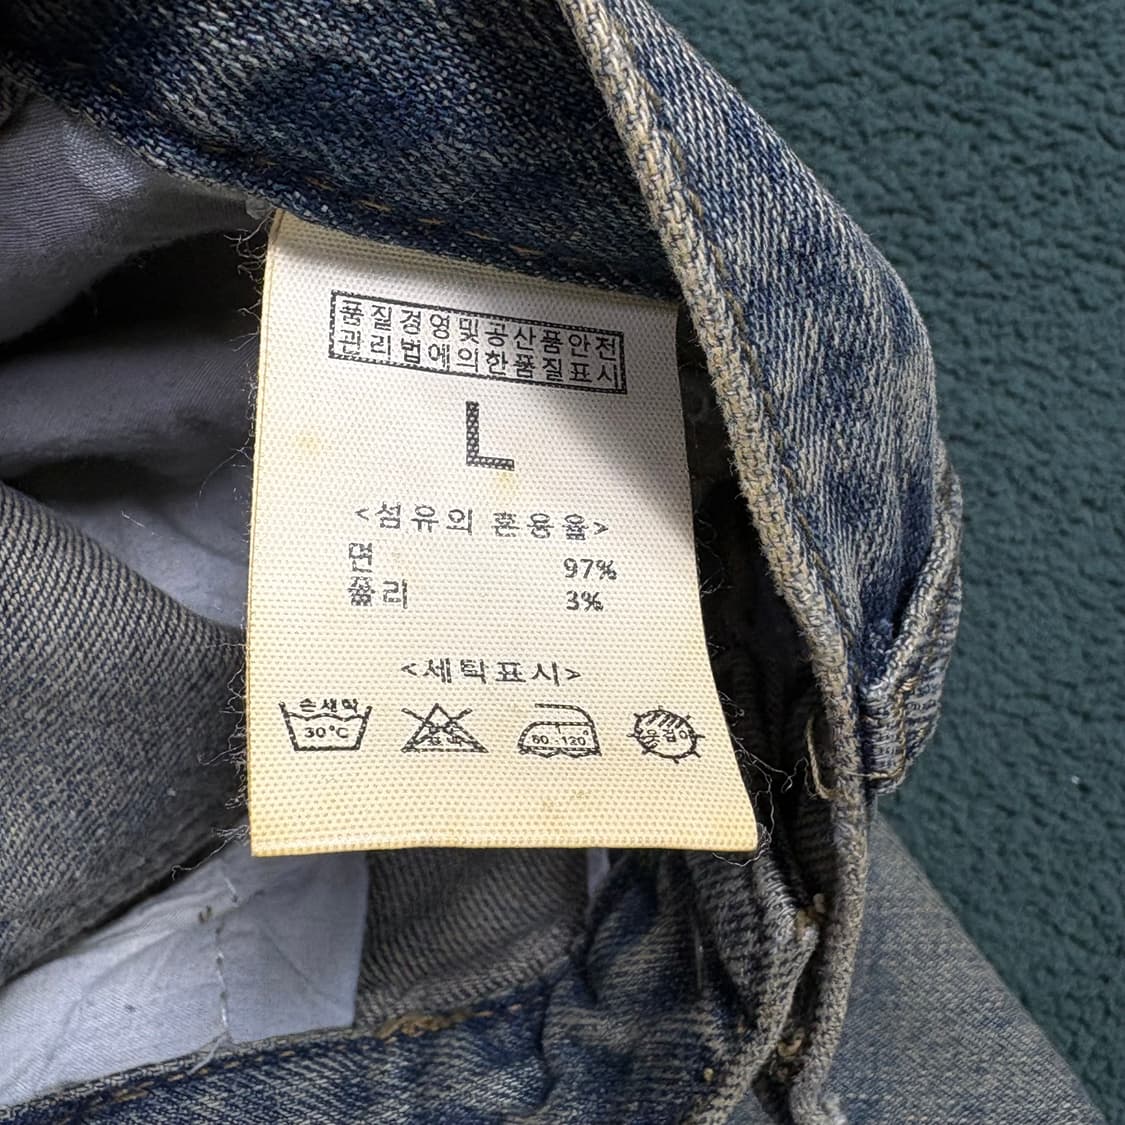 품질경영및공산품안전
관리법에의한품질표시
L
<섬유의 혼용율>
면 97%
폴리 3%
<세탁표시>
손세탁
30°C
80-120°